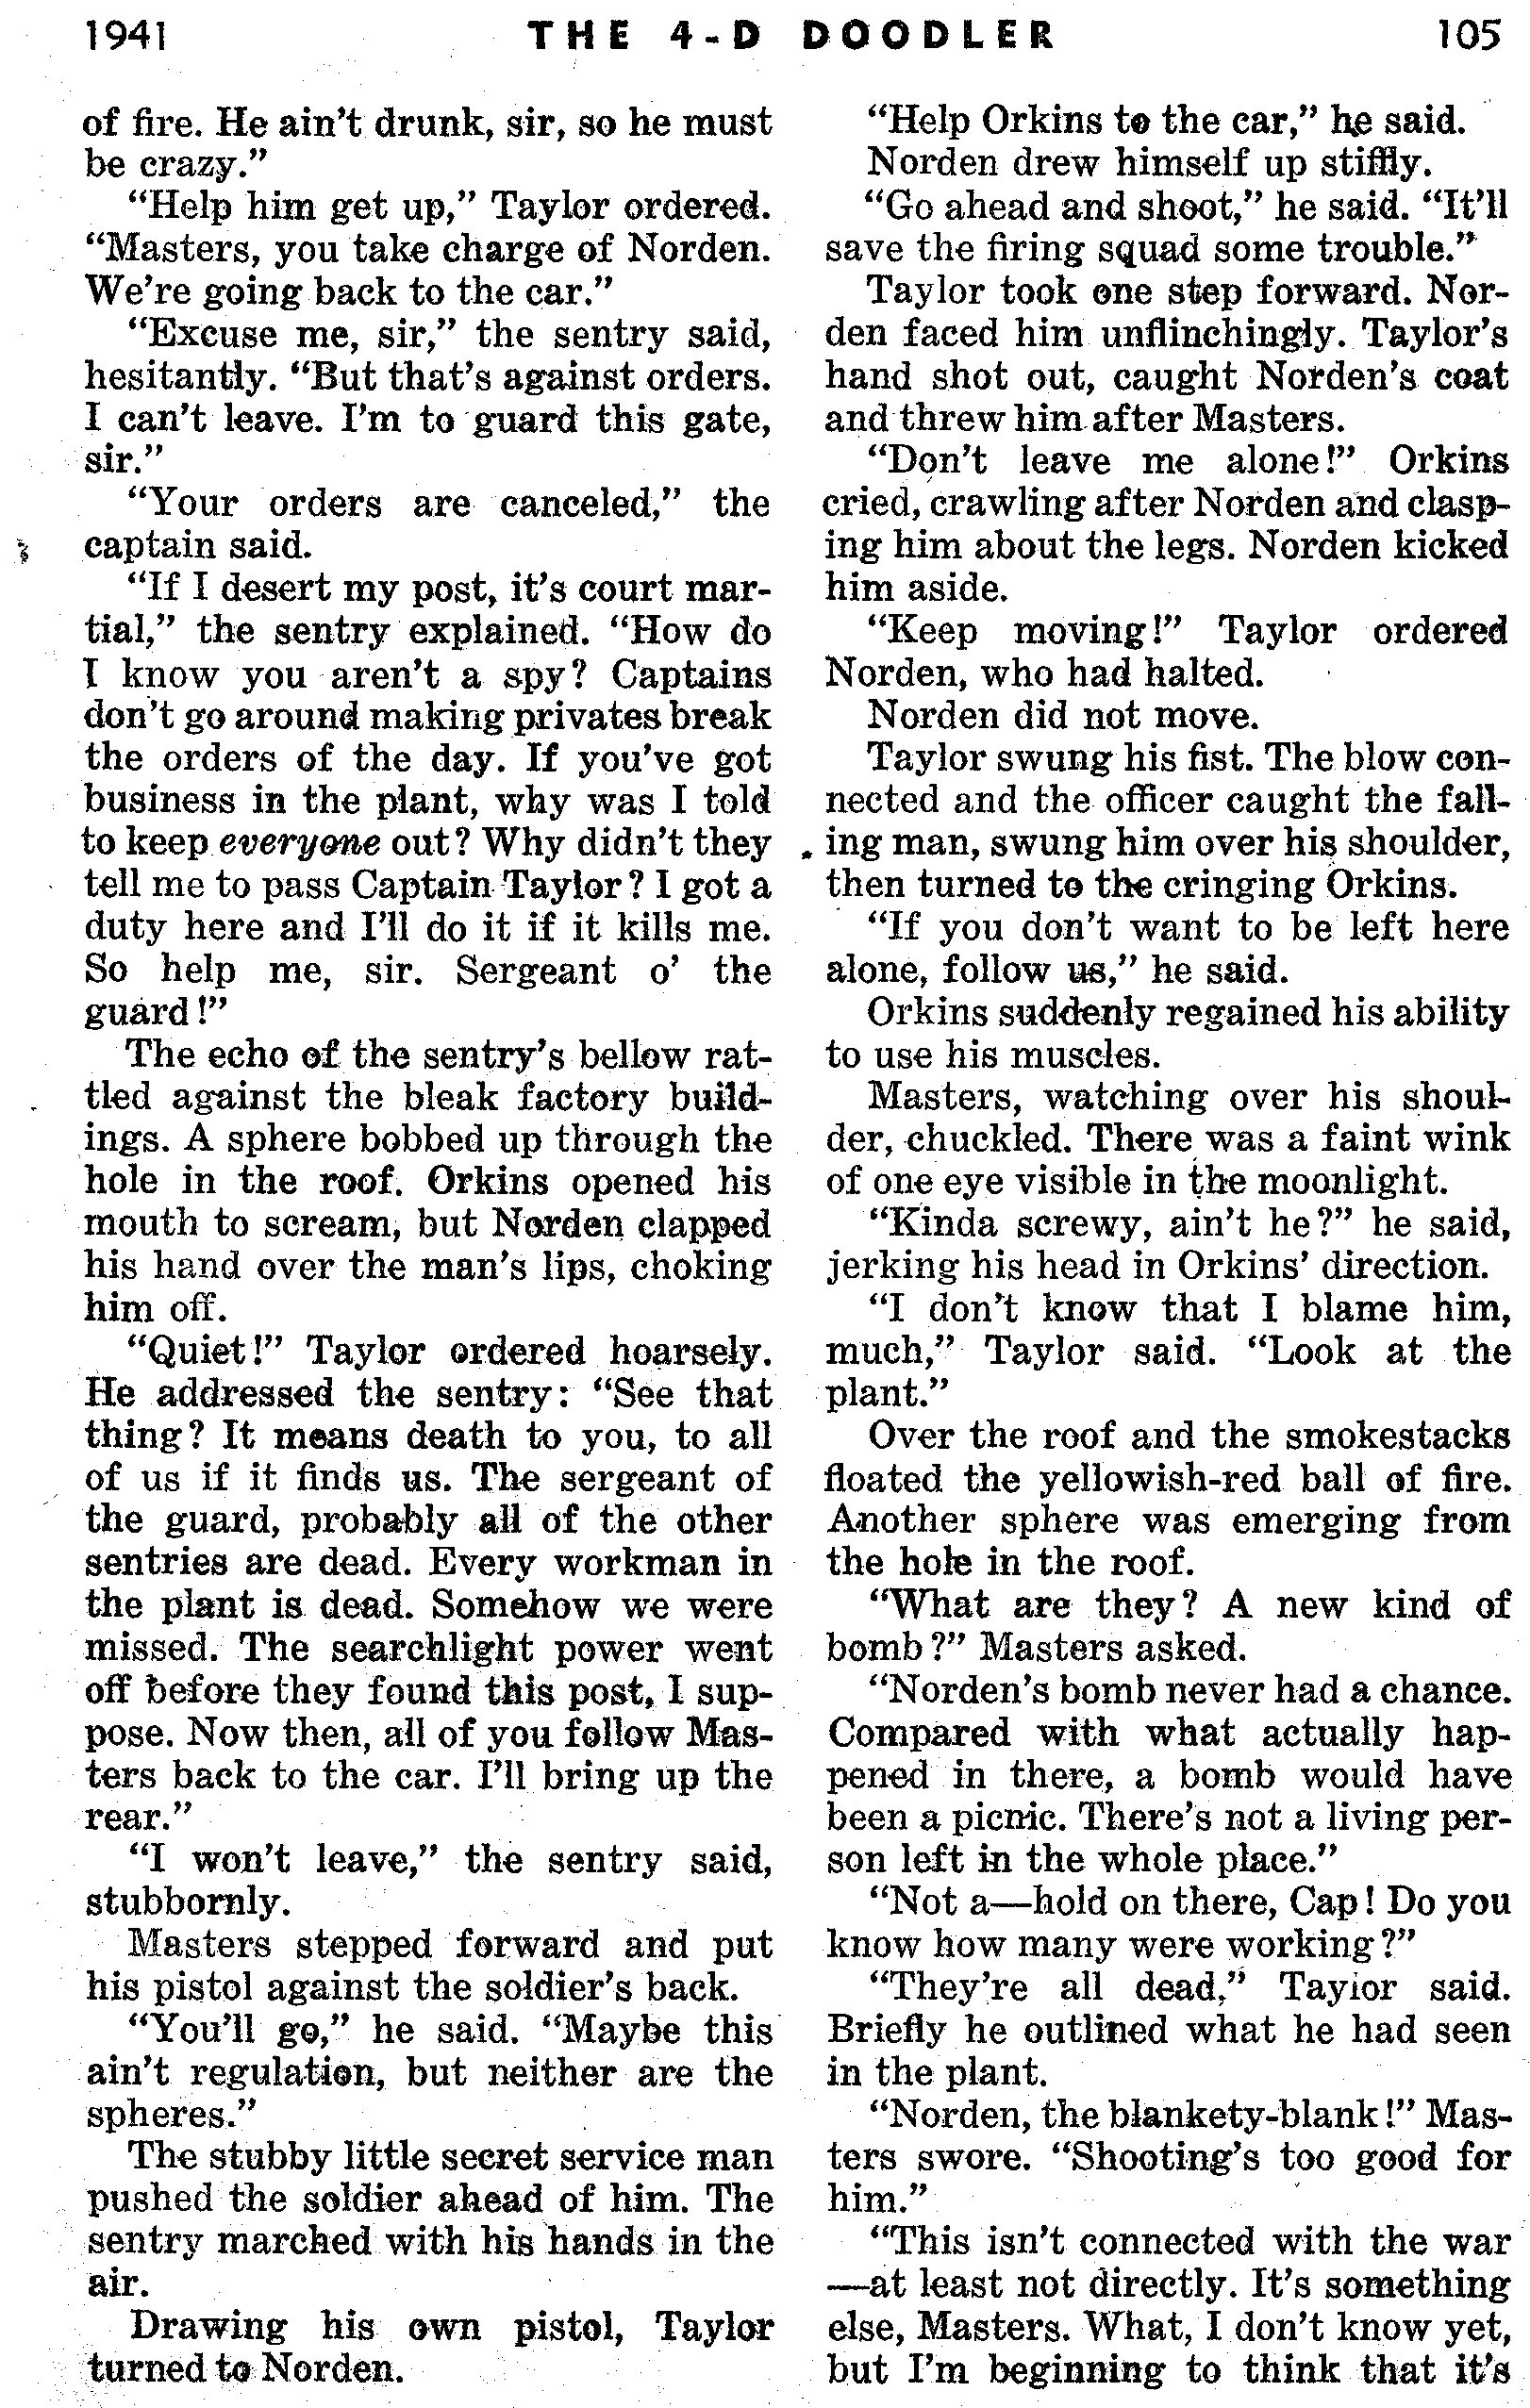 1941 THE 4-D DOODLER 105
of fire. He ain't drunk, sir, so he must
be crazy."
"Help him get up," Taylor ordered.
"Masters, you take charge of Norden.
We're going back to the car."
"Excuse me, sir," the sentry said,
hesitantly. "But that's against orders.
I can't leave. I'm to guard this gate,
sir."
"Your orders are canceled," the
captain said.
"If I desert my post, it's court mar-
tial," the sentry explained. "How do
I know you aren't a spy? Captains
don't go around making privates break
the orders of the day. If you've got
business in the plant, why was I told
to keep everyone out? Why didn't they
tell me to pass Captain Taylor? I got a
duty here and I'll do it if it kills me.
So help me, sir. Sergeant o' the
guard!"
The echo of the sentry's bellow rat-
tled against the bleak factory build-
ings. A sphere bobbed up through the
hole in the roof. Orkins opened his
mouth to scream, but Norden clapped
his hand over the man's lips, choking
him off.
"Quiet!" Taylor ordered hoarsely.
He addressed the sentry: "See that
thing? It means death to you, to all
of us if it finds us. The sergeant of
the guard, probably all of the other
sentries are dead. Every workman in
the plant is dead. Somehow we were
missed. The searchlight power went
off before they found this post, I sup-
pose. Now then, all of you follow Mas-
ters back to the car. I'll bring up the
rear."
"I won't leave," the sentry said,
stubbornly.
Masters stepped forward and put
his pistol against the soldier's back.
"You'll go," he said. "Maybe this
ain't regulation, but neither are the
spheres."
The stubby little secret service man
pushed the soldier ahead of him. The
sentry marched with his hands in the
air.
Drawing his own pistol, Taylor
turned to Norden.
"Help Orkins to the car," he said.
Norden drew himself up stiffly.
"Go ahead and shoot," he said. "It'll
save the firing squad some trouble."
Taylor took one step forward. Nor-
den faced him unflinchingly. Taylor's
hand shot out, caught Norden's coat
and threw him after Masters.
"Don't leave me alone!" Orkins
cried, crawling after Norden and clasp-
ing him about the legs. Norden kicked
him aside.
"Keep moving!" Taylor ordered
Norden, who had halted.
Norden did not move.
Taylor swung his fist. The blow con-
nected and the officer caught the fall-
ing man, swung him over his shoulder,
then turned to the cringing Orkins.
"If you don't want to be left here
alone, follow us," he said.
Orkins suddenly regained his ability
to use his muscles.
Masters, watching over his shoul-
der, chuckled. There was a faint wink
of one eye visible in the moonlight.
"Kinda screwy, ain't he?" he said,
jerking his head in Orkins' direction.
"I don't know that I blame him,
much," Taylor said. "Look at the
plant."
Over the roof and the smokestacks
floated the yellowish-red ball of fire.
Another sphere was emerging from
the hole in the roof.
"What are they? A new kind of
bomb?" Masters asked.
"Norden's bomb never had a chance.
Compared with what actually hap-
pened in there, a bomb would have
been a picnic. There's not a living per-
son left in the whole place."
"Not a—hold on there, Cap! Do you
know how many were working?"
"They're all dead," Taylor said.
Briefly he outlined what he had seen
in the plant.
"Norden, the blankety-blank!" Mas-
ters swore. "Shooting's too good for
him."
"This isn't connected with the war
—at least not directly. It's something
else, Masters. What, I don't know yet,
but I'm beginning to think that it's